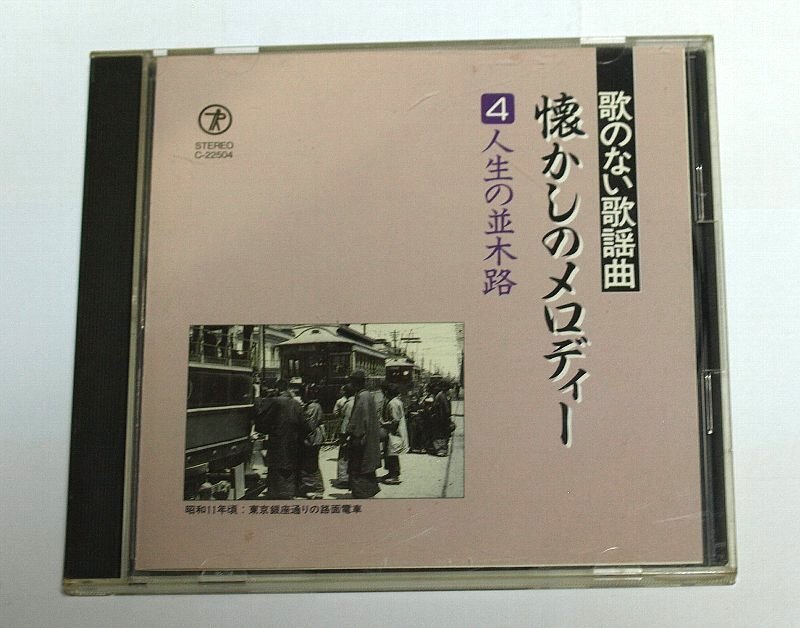 歌のない歌謡曲
懐かしのメロディー
4 人生の並木路
STEREO
C-22504
昭和11年頃：東京銀座通りの路面電車